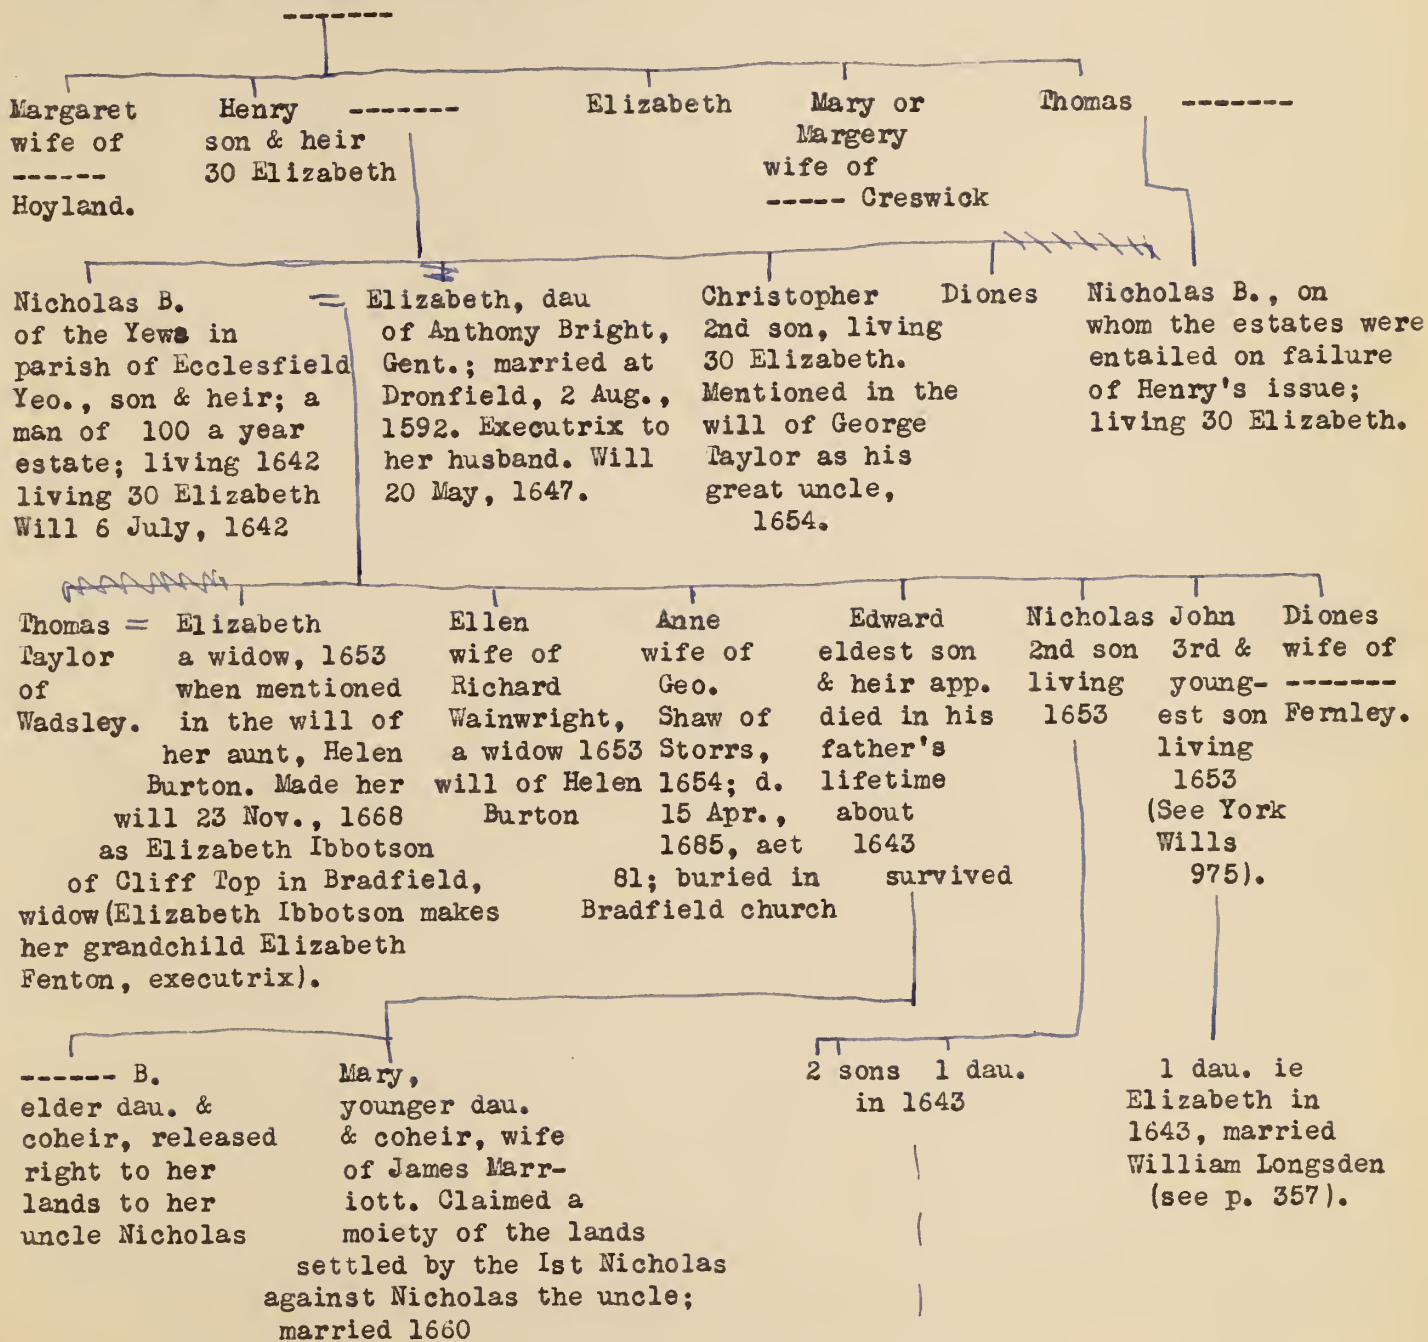 -------
Margaret
wife of
------
Hoyland.
Henry -------
son & heir
30 Elizabeth
Elizabeth
Mary or
Margery
wife of
----- Creswick
Thomas -------
Nicholas B. =
of the Yews in
parish of Ecclesfield
Yeo., son & heir; a
man of 100 a year
estate; living 1642
living 30 Elizabeth
Will 6 July, 1642
Elizabeth, dau
of Anthony Bright,
Gent.; married at
Dronfield, 2 Aug.,
1592. Executrix to
her husband. Will
20 May, 1647.
Christopher
2nd son, living
30 Elizabeth.
Mentioned in the
will of George
Taylor as his
great uncle,
1654.
Diones
Nicholas B., on
whom the estates were
entailed on failure
of Henry's issue;
living 30 Elizabeth.
Thomas =
Taylor
of
Wadsley.
Elizabeth
a widow, 1653
when mentioned
in the will of
her aunt, Helen
Burton. Made her
will 23 Nov., 1668
as Elizabeth Ibbotson
of Cliff Top in Bradfield,
widow(Elizabeth Ibbotson makes
her grandchild Elizabeth
Fenton, executrix).
Ellen
wife of
Richard
Wainwright,
a widow 1653
will of Helen
Burton
Anne
wife of
Geo.
Shaw of
Storrs,
1654; d.
15 Apr.,
1685, aet
81; buried in
Bradfield church
Edward
eldest son
& heir app.
died in his
father's
lifetime
about
1643
survived
Nicholas
2nd son
living
1653
John
3rd &
young-
est son
living
1653
(See York
Wills
975).
Diones
wife of
-------
Fernley.
------ B.
elder dau. &
coheir, released
right to her
lands to her
uncle Nicholas
Mary,
younger dau.
& coheir, wife
of James Marr-
iott. Claimed a
moiety of the lands
settled by the Ist Nicholas
against Nicholas the uncle;
married 1660
2 sons 1 dau.
in 1643
1 dau. ie
Elizabeth in
1643, married
William Longsden
(see p. 357).